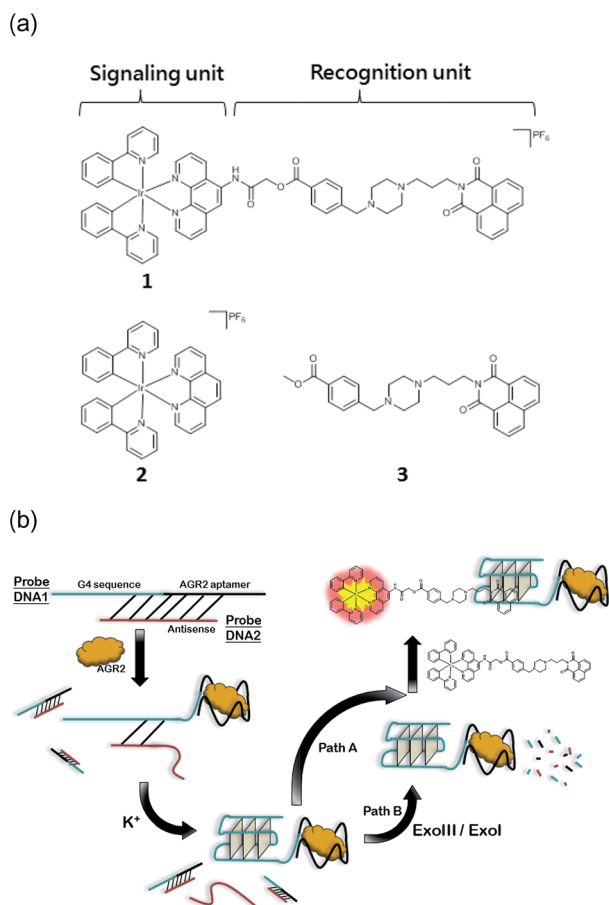 (a)
Signaling unit
Recognition unit
PF6
N
N
Ir
N
N
H
N
O
O
O
N
N
O
N
O
1
PF6
N
N
Ir
N
N
2
O
O
N
N
O
N
O
3
(b)
Probe
DNA1
G4 sequence
AGR2 aptamer
Antisense
Probe
DNA2
AGR2
K+
Path A
Path B
ExoIII / ExoI